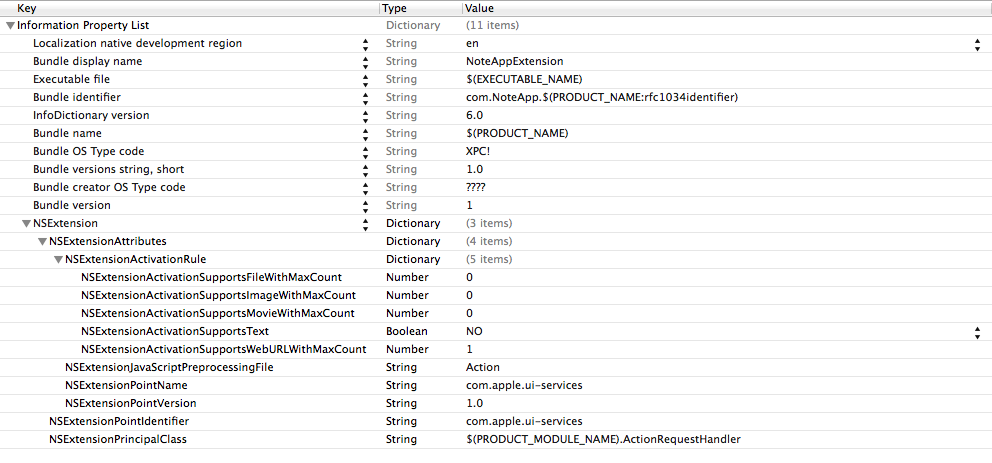 Key Type Value
Information Property List Dictionary (11 items)
Localization native development region String en
Bundle display name String NoteAppExtension
Executable file String $(EXECUTABLE_NAME)
Bundle identifier String com.NoteApp.$(PRODUCT_NAME:rfc1034identifier)
InfoDictionary version String 6.0
Bundle name String $(PRODUCT_NAME)
Bundle OS Type code String XPC!
Bundle versions string, short String 1.0
Bundle creator OS Type code String ????
Bundle version String 1
NSExtension Dictionary (3 items)
NSExtensionAttributes Dictionary (4 items)
NSExtensionActivationRule Dictionary (5 items)
NSExtensionActivationSupportsFileWithMaxCount Number 0
NSExtensionActivationSupportsImageWithMaxCount Number 0
NSExtensionActivationSupportsMovieWithMaxCount Number 0
NSExtensionActivationSupportsText Boolean NO
NSExtensionActivationSupportsWebURLWithMaxCount Number 1
NSExtensionJavaScriptPreprocessingFile String Action
NSExtensionPointName String com.apple.ui-services
NSExtensionPointVersion String 1.0
NSExtensionPointIdentifier String com.apple.ui-services
NSExtensionPrincipalClass String $(PRODUCT_MODULE_NAME).ActionRequestHandler